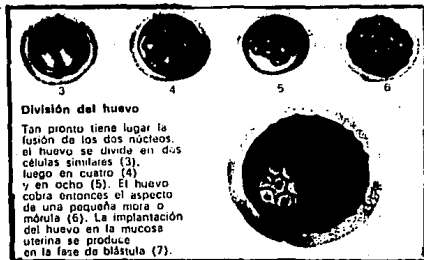 3 4 5 6
División del huevo
Tan pronto tiene lugar la
fusión de los dos núcleos,
el huevo se divide en dos
células similares (3),
luego en cuatro (4)
y en ocho (5). El huevo
cobra entonces el aspecto
de una pequeña mora o
mórula (6). La implantación
del huevo en la mucosa
uterina se produce
en la fase de blástula (7).